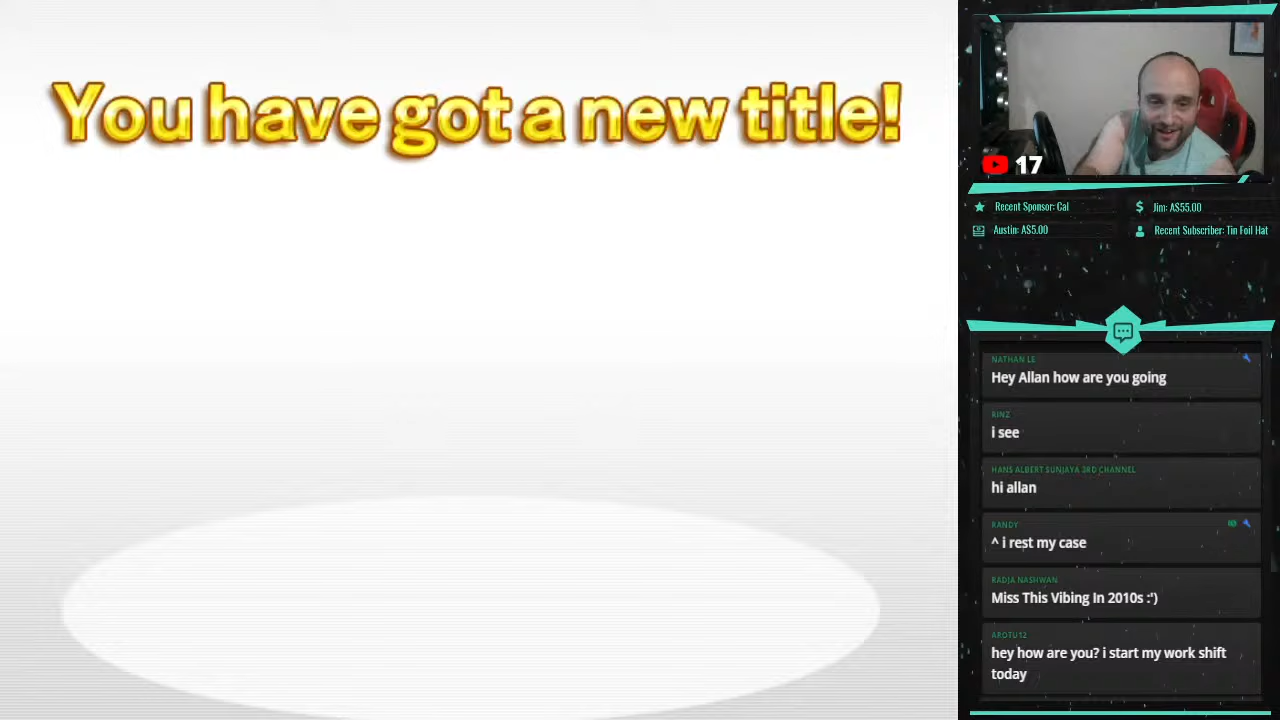 You have got a new title!
17
Recent Sponsor: Cal
Jim: A$55.00
Austin: A$5.00
Recent Subscriber: Tin Foil Hat
NATHAN LE
Hey Allan how are you going
RINZ
i see
HANS ALBERT SUNJAYA 3RD CHANNEL
hi allan
RANDY
^ i rest my case
RADJA NASHWAN
Miss This Vibing In 2010s :')
AROTU12
hey how are you? i start my work shift
today